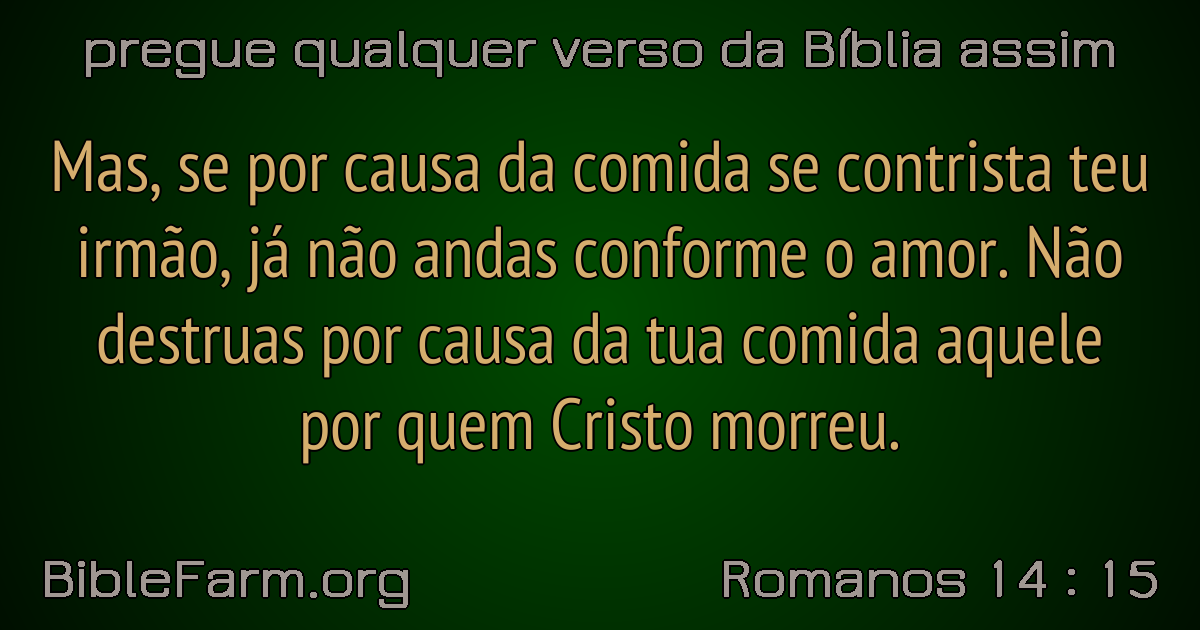 pregue qualquer verso da Bíblia assim
Mas, se por causa da comida se contrista teu
irmão, já não andas conforme o amor. Não
destruas por causa da tua comida aquele
por quem Cristo morreu.
BibleFarm.org
Romanos 14 : 15